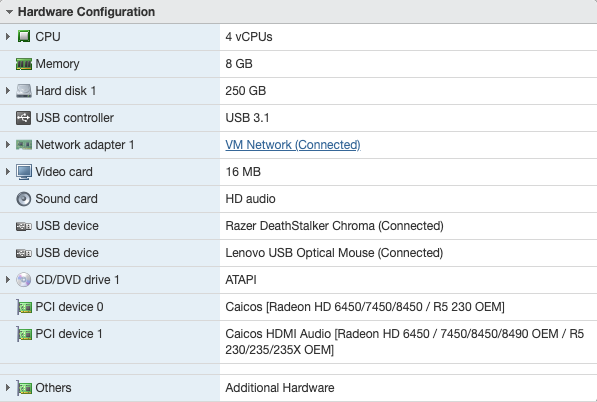 Hardware Configuration
CPU 4 vCPUs
Memory 8 GB
Hard disk 1 250 GB
USB controller USB 3.1
Network adapter 1 VM Network (Connected)
Video card 16 MB
Sound card HD audio
USB device Razer DeathStalker Chroma (Connected)
USB device Lenovo USB Optical Mouse (Connected)
CD/DVD drive 1 ATAPI
PCI device 0 Caicos [Radeon HD 6450/7450/8450 / R5 230 OEM]
PCI device 1 Caicos HDMI Audio [Radeon HD 6450 / 7450/8450/8490 OEM / R5
230/235/235X OEM]
Others Additional Hardware